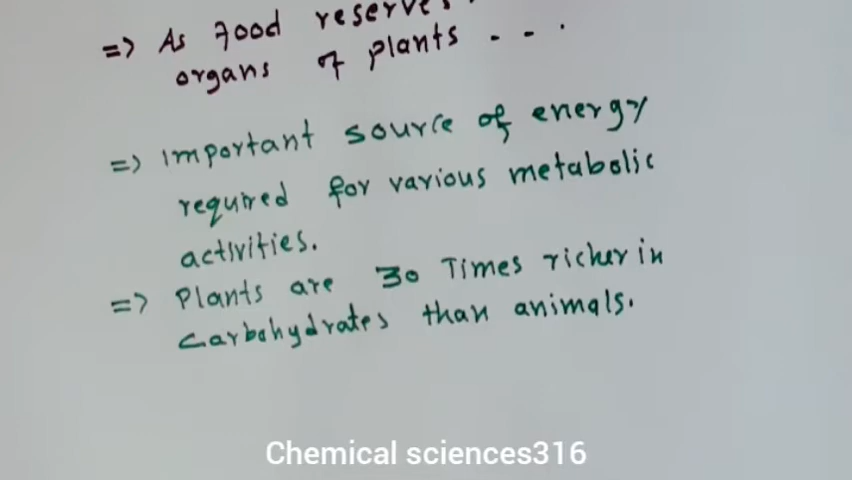 => As food reserves
organs of plants - - .
=> important source of energy
required for various metabolic
activities.
=> Plants are 30 Times richer in
carbohydrates than animals.
Chemical sciences316